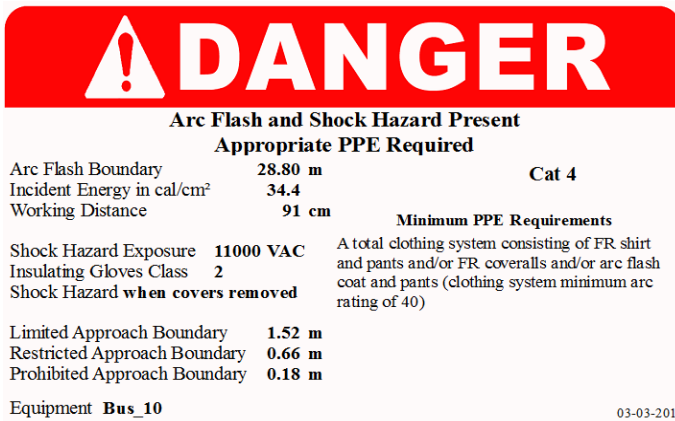 DANGER
Arc Flash and Shock Hazard Present
Appropriate PPE Required
Arc Flash Boundary 28.80 m
Incident Energy in cal/cm² 34.4
Working Distance 91 cm
Shock Hazard Exposure 11000 VAC
Insulating Gloves Class 2
Shock Hazard when covers removed
Limited Approach Boundary 1.52 m
Restricted Approach Boundary 0.66 m
Prohibited Approach Boundary 0.18 m
Equipment Bus_10
Cat 4
Minimum PPE Requirements
A total clothing system consisting of FR shirt
and pants and/or FR coveralls and/or arc flash
coat and pants (clothing system minimum arc
rating of 40)
03-03-201